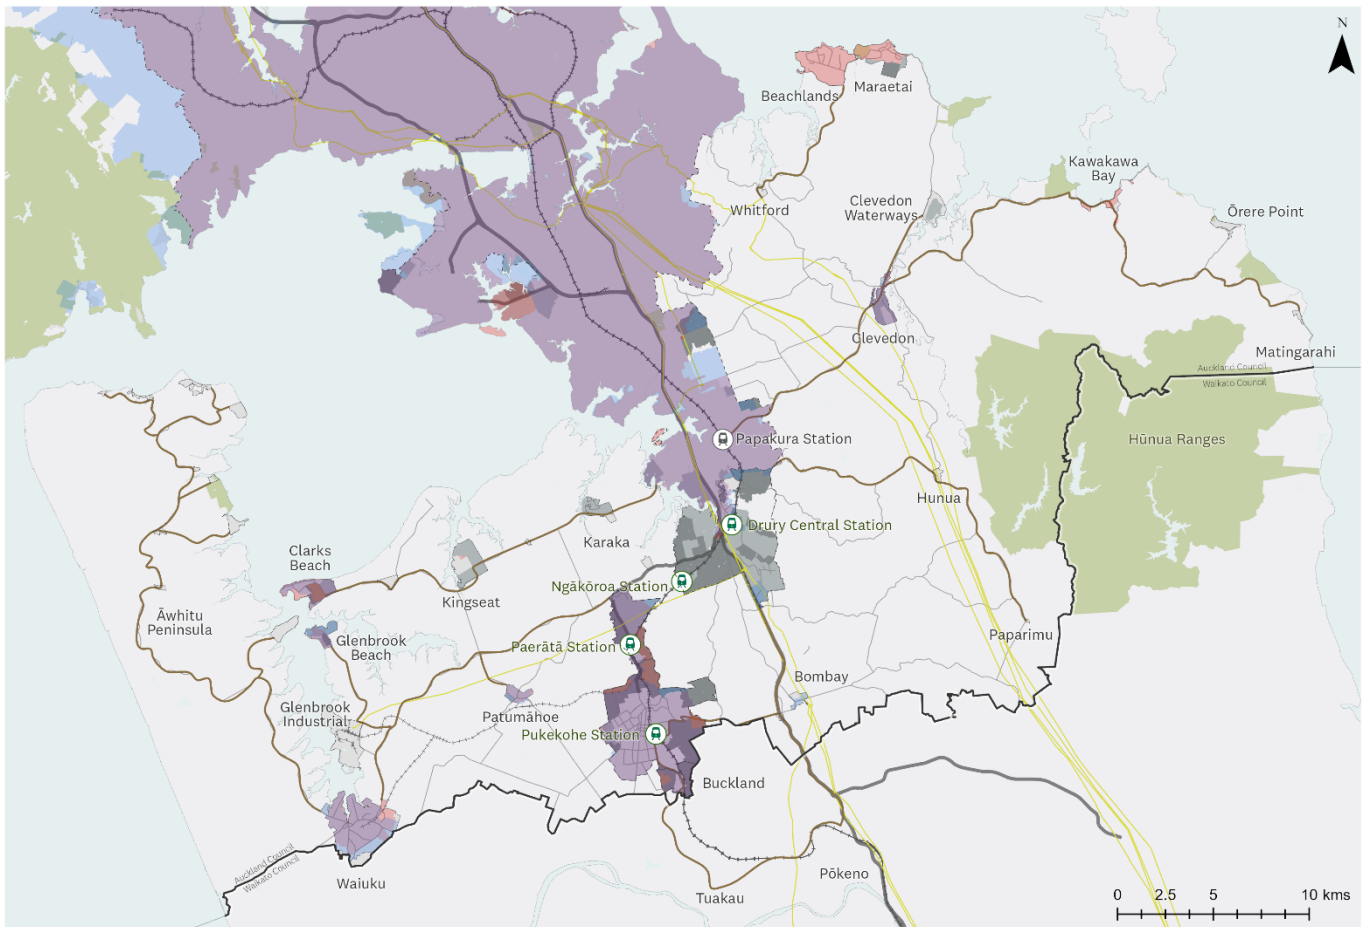 N
Beachlands
Maraetai
Kawakawa
Bay
Whitford
Clevedon
Waterways
Ōrere Point
Clevedon
Matingarahi
Auckland Council
Waikato Council
Papakura Station
Hūnua Ranges
Hunua
Drury Central Station
Karaka
Clarks
Beach
Ngākōroa Station
Kingseat
Āwhitu
Peninsula
Glenbrook
Beach
Paerātā Station
Paparimu
Bombay
Glenbrook
Industrial
Patumāhoe
Pukekohe Station
Buckland
Auckland Council
Waikato Council
Waiuku
Pōkeno
Tuakau
0 2.5 5 10 kms